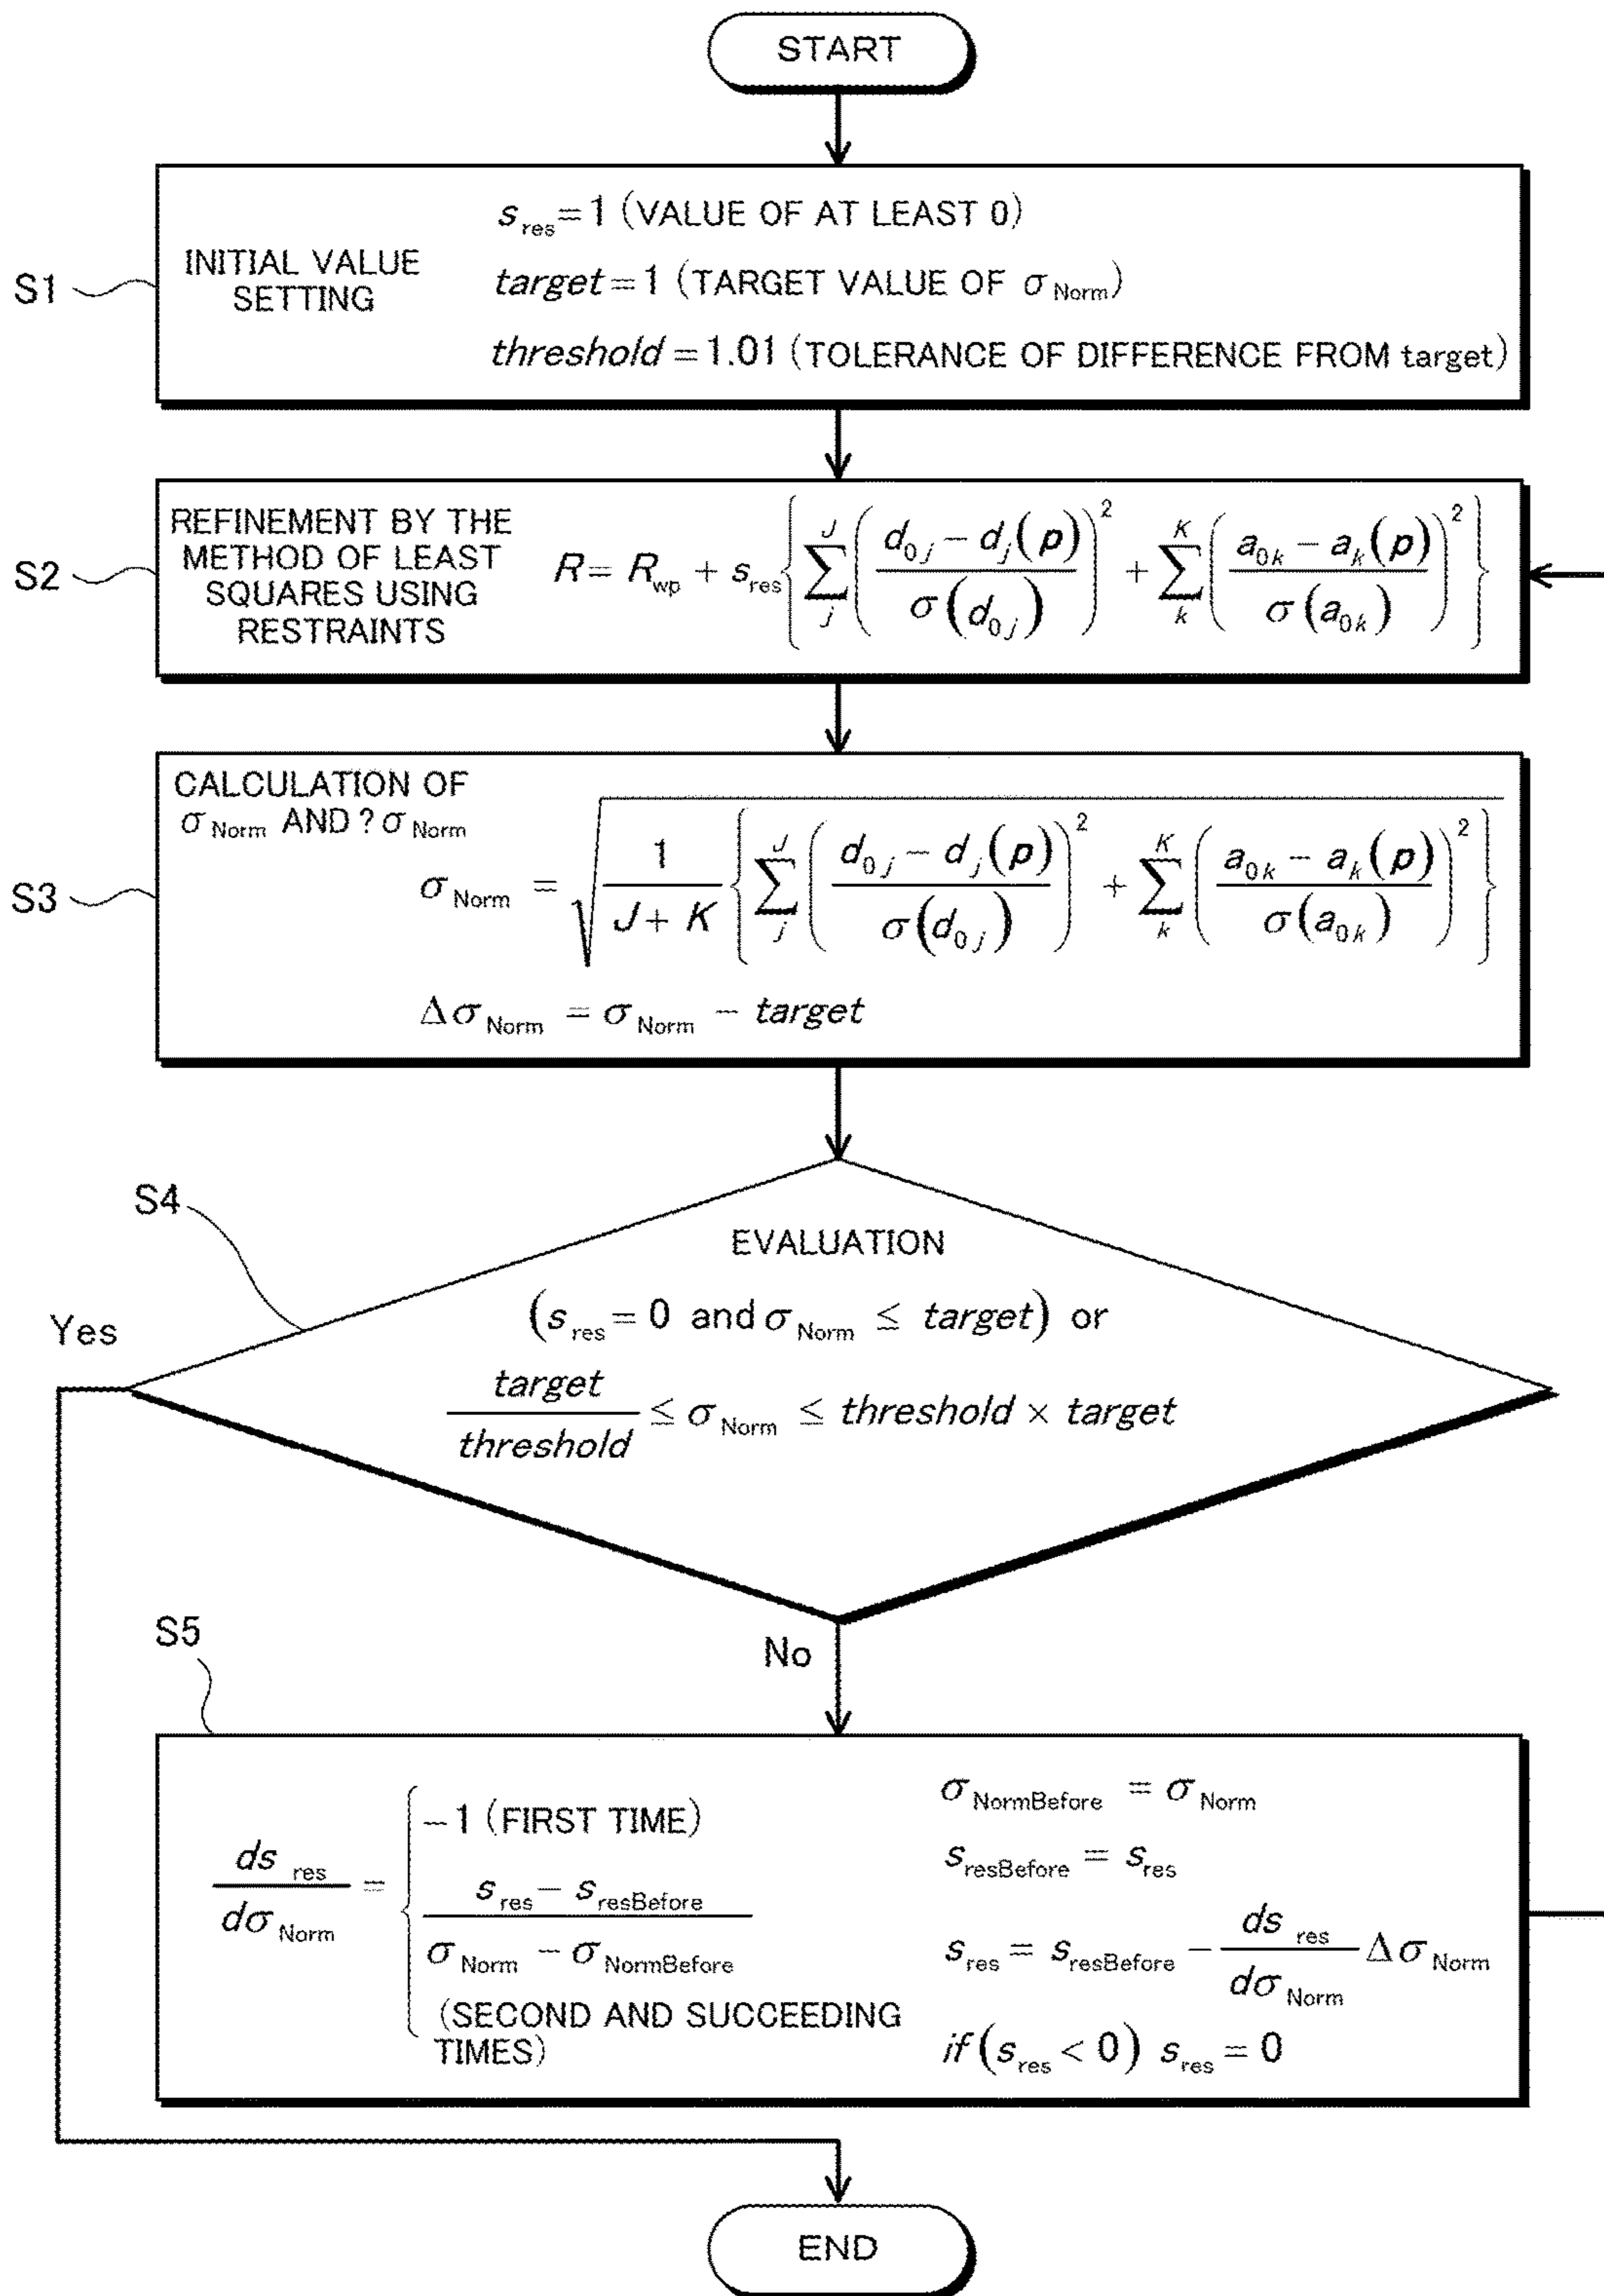 START
S1
INITIAL VALUE
SETTING
s_res = 1 (VALUE OF AT LEAST 0)
target = 1 (TARGET VALUE OF σ_Norm)
threshold = 1.01 (TOLERANCE OF DIFFERENCE FROM target)
S2
REFINEMENT BY THE
METHOD OF LEAST
SQUARES USING
RESTRAINTS
R = R_wp + s_res { Σ_j^J ( (d_0j − d_j(p)) / σ(d_0j) )^2 + Σ_k^K ( (a_0k − a_k(p)) / σ(a_0k) )^2 }
S3
CALCULATION OF
σ_Norm AND ? σ_Norm
σ_Norm = √( 1 / (J + K) { Σ_j^J ( (d_0j − d_j(p)) / σ(d_0j) )^2 + Σ_k^K ( (a_0k − a_k(p)) / σ(a_0k) )^2 } )
Δσ_Norm = σ_Norm − target
S4
EVALUATION
(s_res = 0 and σ_Norm ≤ target) or
target / threshold ≤ σ_Norm ≤ threshold × target
Yes
No
S5
ds_res / dσ_Norm = {
−1 (FIRST TIME)
(s_res − s_resBefore) / (σ_Norm − σ_NormBefore)
(SECOND AND SUCCEEDING
TIMES)
σ_NormBefore = σ_Norm
s_resBefore = s_res
s_res = s_resBefore − ds_res / dσ_Norm Δσ_Norm
if (s_res < 0) s_res = 0
END